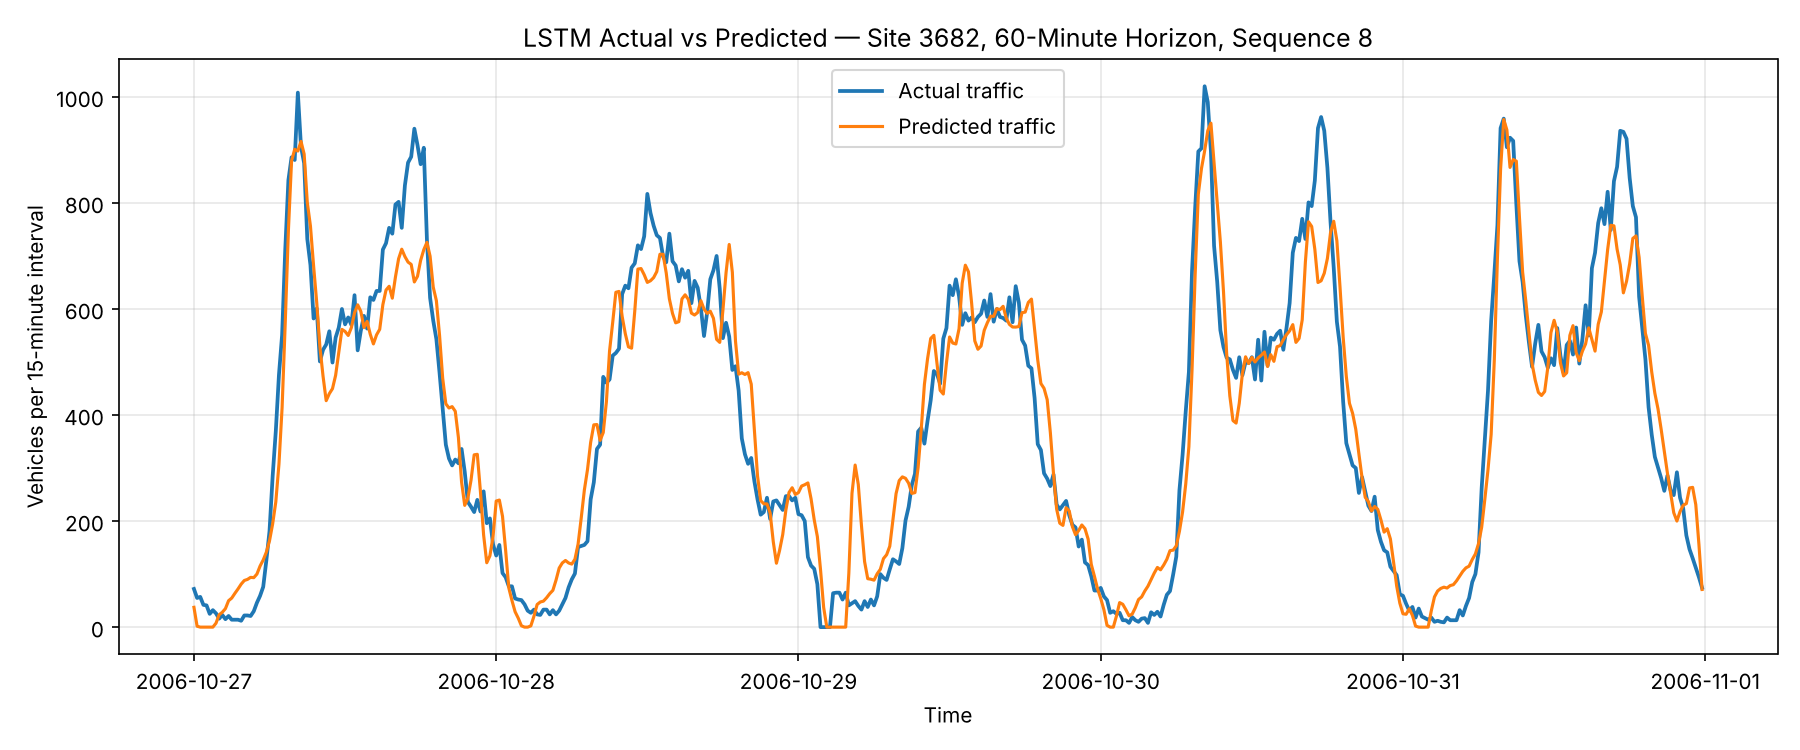 LSTM Actual vs Predicted — Site 3682, 60-Minute Horizon, Sequence 8
Actual traffic
Predicted traffic
Vehicles per 15-minute interval
1000
800
600
400
200
0
2006-10-27 2006-10-28 2006-10-29 2006-10-30 2006-10-31 2006-11-01
Time